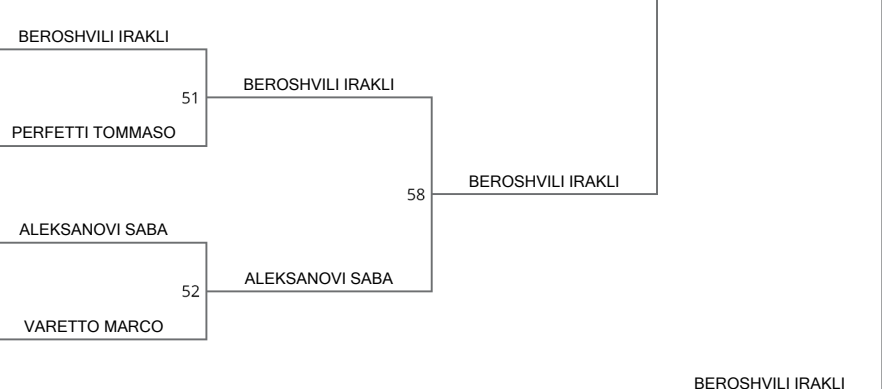 BEROSHVILI IRAKLI
BEROSHVILI IRAKLI
51
PERFETTI TOMMASO
BEROSHVILI IRAKLI
58
ALEKSANOVI SABA
ALEKSANOVI SABA
52
VARETTO MARCO
BEROSHVILI IRAKLI